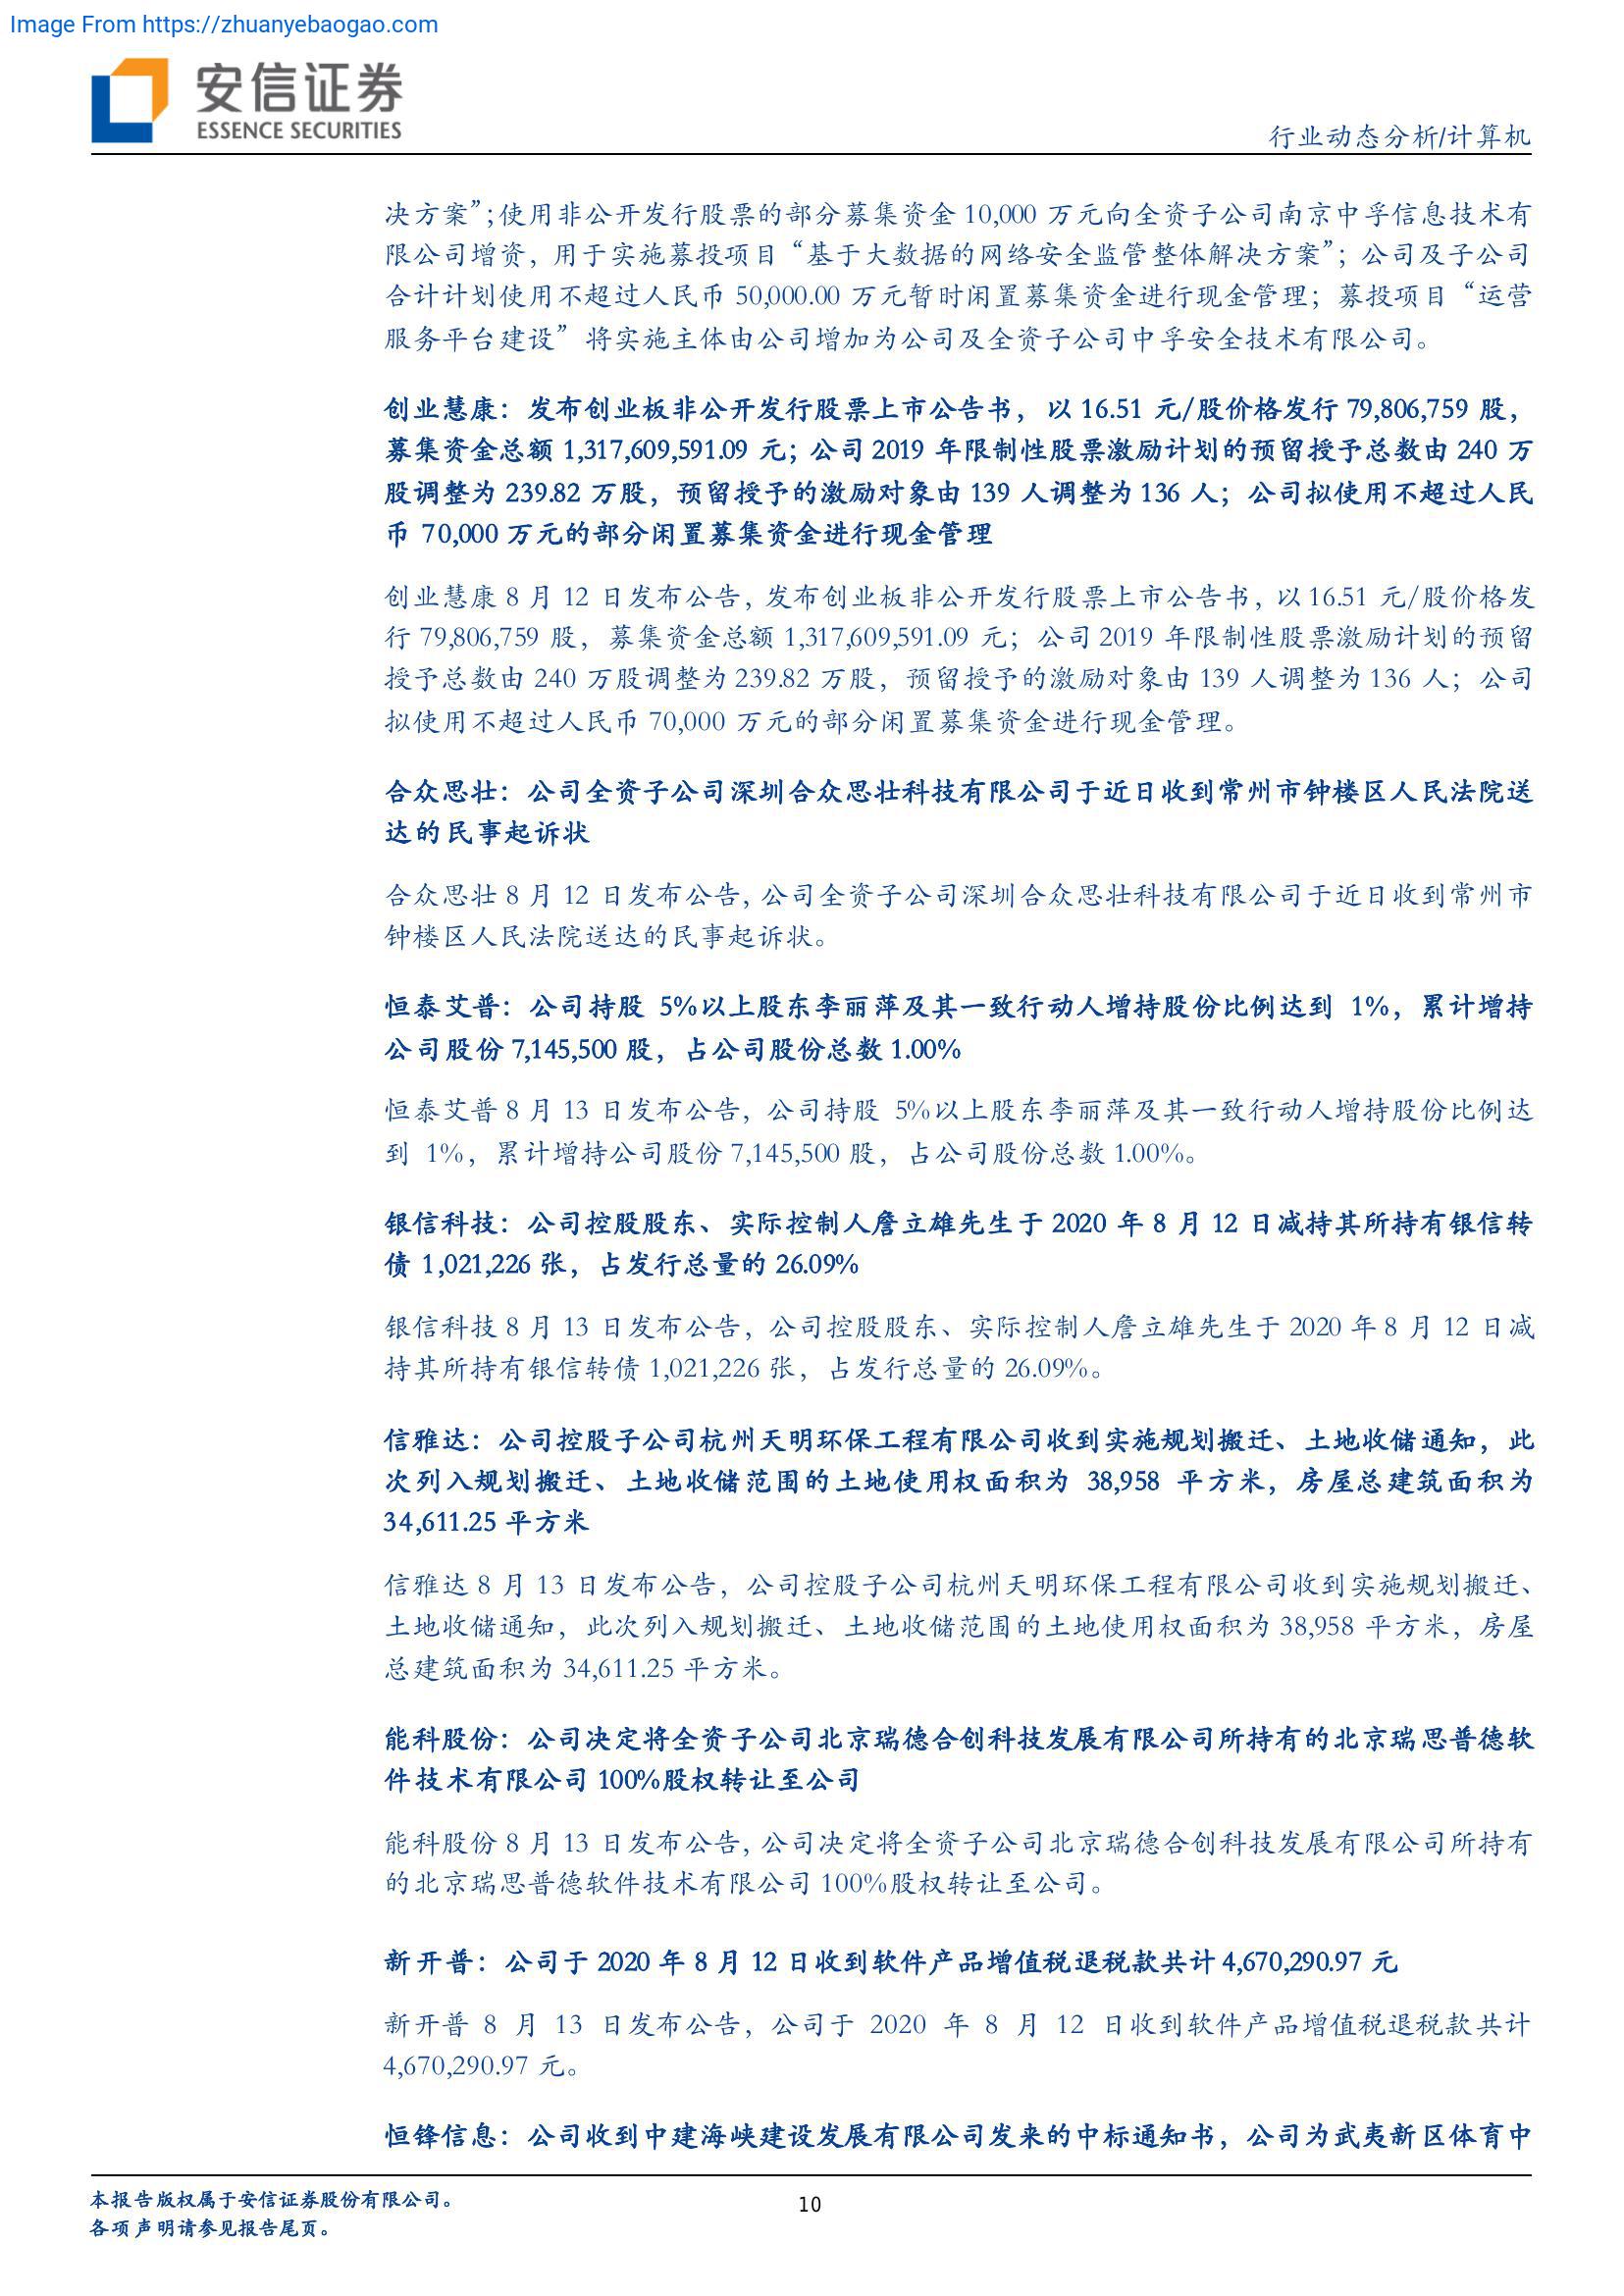 Image From https://zhuanyebaogao.com
安信证券
ESSENCE SECURITIES
行业动态分析/计算机
决方案”；使用非公开发行股票的部分募集资金 10,000 万元向全资子公司南京中孚信息技术有
限公司增资，用于实施募投项目“基于大数据的网络安全监管整体解决方案”；公司及子公司
合计计划使用不超过人民币 50,000.00 万元暂时闲置募集资金进行现金管理；募投项目“运营
服务平台建设”将实施主体由公司增加为公司及全资子公司中孚安全技术有限公司。
创业慧康：发布创业板非公开发行股票上市公告书，以 16.51 元/股价格发行 79,806,759 股，
募集资金总额 1,317,609,591.09 元；公司 2019 年限制性股票激励计划的预留授予总数由 240 万
股调整为 239.82 万股，预留授予的激励对象由 139 人调整为 136 人；公司拟使用不超过人民
币 70,000 万元的部分闲置募集资金进行现金管理
创业慧康 8 月 12 日发布公告，发布创业板非公开发行股票上市公告书，以 16.51 元/股价格发
行 79,806,759 股，募集资金总额 1,317,609,591.09 元；公司 2019 年限制性股票激励计划的预留
授予总数由 240 万股调整为 239.82 万股，预留授予的激励对象由 139 人调整为 136 人；公司
拟使用不超过人民币 70,000 万元的部分闲置募集资金进行现金管理。
合众思壮：公司全资子公司深圳合众思壮科技有限公司于近日收到常州市钟楼区人民法院送
达的民事起诉状
合众思壮 8 月 12 日发布公告，公司全资子公司深圳合众思壮科技有限公司于近日收到常州市
钟楼区人民法院送达的民事起诉状。
恒泰艾普：公司持股 5%以上股东李丽萍及其一致行动人增持股份比例达到 1%，累计增持
公司股份 7,145,500 股，占公司股份总数 1.00%
恒泰艾普 8 月 13 日发布公告，公司持股 5%以上股东李丽萍及其一致行动人增持股份比例达
到 1%，累计增持公司股份 7,145,500 股，占公司股份总数 1.00%。
银信科技：公司控股股东、实际控制人詹立雄先生于 2020 年 8 月 12 日减持其所持有银信转
债 1,021,226 张，占发行总量的 26.09%
银信科技 8 月 13 日发布公告，公司控股股东、实际控制人詹立雄先生于 2020 年 8 月 12 日减
持其所持有银信转债 1,021,226 张，占发行总量的 26.09%。
信雅达：公司控股子公司杭州天明环保工程有限公司收到实施规划搬迁、土地收储通知，此
次列入规划搬迁、土地收储范围的土地使用权面积为 38,958 平方米，房屋总建筑面积为
34,611.25 平方米
信雅达 8 月 13 日发布公告，公司控股子公司杭州天明环保工程有限公司收到实施规划搬迁、
土地收储通知，此次列入规划搬迁、土地收储范围的土地使用权面积为 38,958 平方米，房屋
总建筑面积为 34,611.25 平方米。
能科股份：公司决定将全资子公司北京瑞德合创科技发展有限公司所持有的北京瑞思普德软
件技术有限公司 100%股权转让至公司
能科股份 8 月 13 日发布公告，公司决定将全资子公司北京瑞德合创科技发展有限公司所持有
的北京瑞思普德软件技术有限公司 100%股权转让至公司。
新开普：公司于 2020 年 8 月 12 日收到软件产品增值税退税款共计 4,670,290.97 元
新开普 8 月 13 日发布公告，公司于 2020 年 8 月 12 日收到软件产品增值税退税款共计
4,670,290.97 元。
恒锋信息：公司收到中建海峡建设发展有限公司发来的中标通知书，公司为武夷新区体育中
本报告版权属于安信证券股份有限公司。
10
各项声明请参见报告尾页。